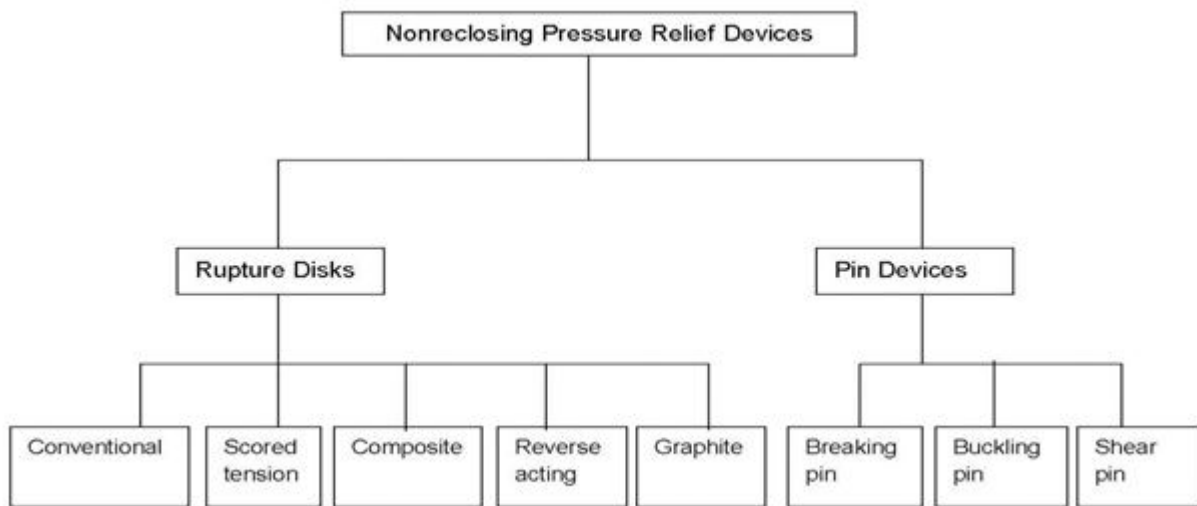 Nonreclosing Pressure Relief Devices
Rupture Disks
Pin Devices
Conventional
Scored
tension
Composite
Reverse
acting
Graphite
Breaking
pin
Buckling
pin
Shear
pin